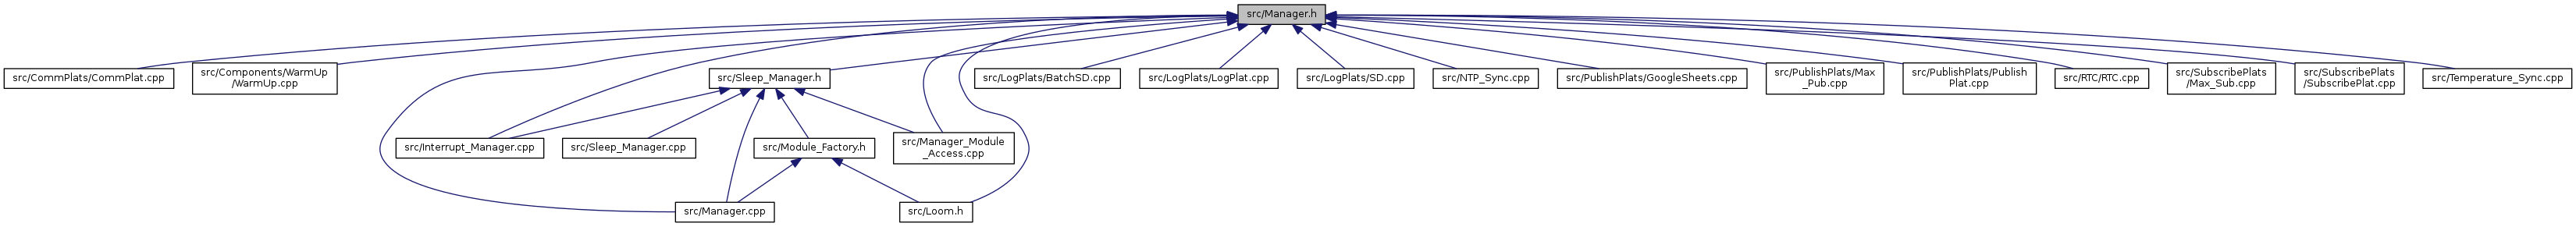 src/Manager.h
src/CommPlats/CommPlat.cpp
src/Components/WarmUp
/WarmUp.cpp
src/Sleep_Manager.h
src/LogPlats/BatchSD.cpp
src/LogPlats/LogPlat.cpp
src/LogPlats/SD.cpp
src/NTP_Sync.cpp
src/PublishPlats/GoogleSheets.cpp
src/PublishPlats/Max
_Pub.cpp
src/PublishPlats/Publish
Plat.cpp
src/RTC/RTC.cpp
src/SubscribePlats
/Max_Sub.cpp
src/SubscribePlats
/SubscribePlat.cpp
src/Temperature_Sync.cpp
src/Interrupt_Manager.cpp
src/Sleep_Manager.cpp
src/Module_Factory.h
src/Manager_Module
_Access.cpp
src/Manager.cpp
src/Loom.h